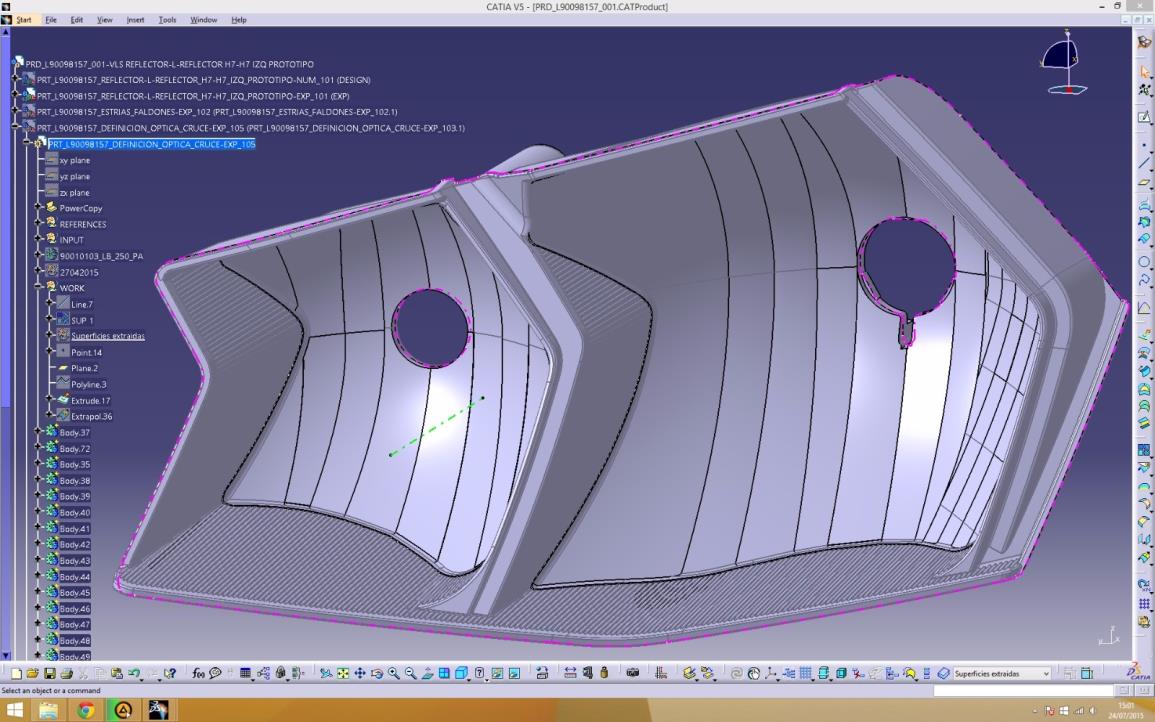 CATIA V5 - [PRD_L90098157_001.CATProduct]
Start File Edit View Insert Tools Window Help
PRD_L90098157_001-VLS REFLECTOR-L-REFLECTOR H7-H7 IZQ PROTOTIPO
PRT_L90098157_REFLECTOR-L-REFLECTOR_H7-H7_IZQ_PROTOTIPO-NUM_101 (DESIGN)
PRT_L90098157_REFLECTOR-L-REFLECTOR_H7-H7_IZQ_PROTOTIPO-EXP_101 (EXP)
PRT_L90098157_ESTRIAS_FALDONES-EXP_102 (PRT_L90098157_ESTRIAS_FALDONES-EXP_102.1)
PRT_L90098157_DEFINICION_OPTICA_CRUCE-EXP_105 (PRT_L90098157_DEFINICION_OPTICA_CRUCE-EXP_103.1)
PRT_L90098157_DEFINICION_OPTICA_CRUCE-EXP_105
xy plane
yz plane
zx plane
PowerCopy
REFERENCES
INPUT
90010103_LB_250_PA
27042015
WORK
Line.7
SUP 1
Superficies extraidas
Point.14
Plane.2
Polyline.3
Extrude.17
Extrapol.36
Body.37
Body.72
Body.35
Body.38
Body.39
Body.40
Body.41
Body.42
Body.43
Body.44
Body.45
Body.46
Body.47
Body.48
Body.49
Superficies extraidas
CATIA
Select an object or a command
15:01
24/07/2015